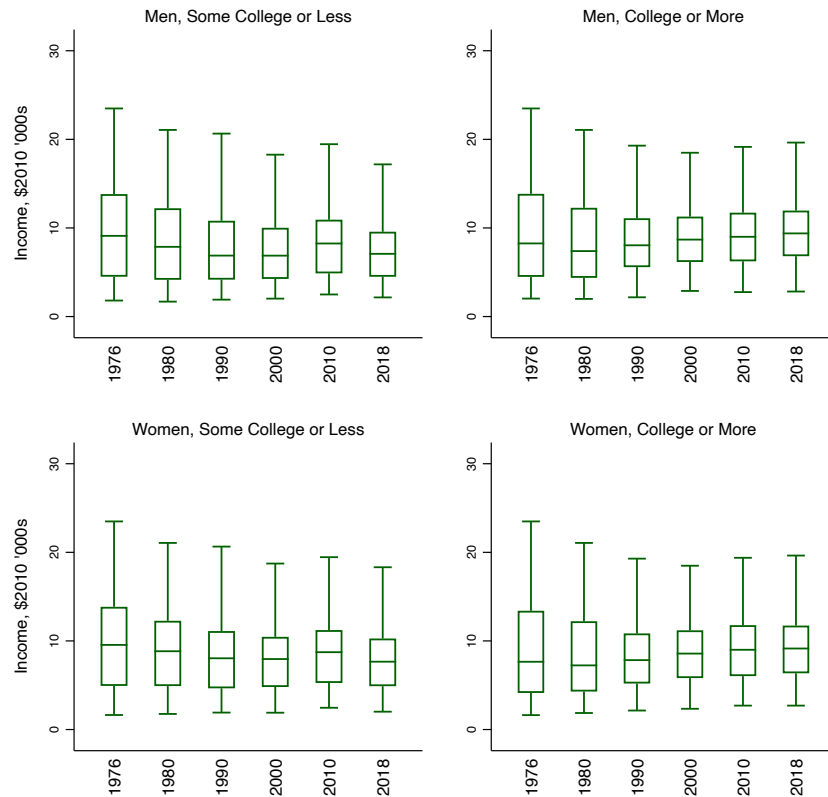 Men, Some College or Less
Income, $2010 '000s
30
20
10
0
1976 1980 1990 2000 2010 2018
Men, College or More
30
20
10
0
1976 1980 1990 2000 2010 2018
Women, Some College or Less
Income, $2010 '000s
30
20
10
0
1976 1980 1990 2000 2010 2018
Women, College or More
30
20
10
0
1976 1980 1990 2000 2010 2018